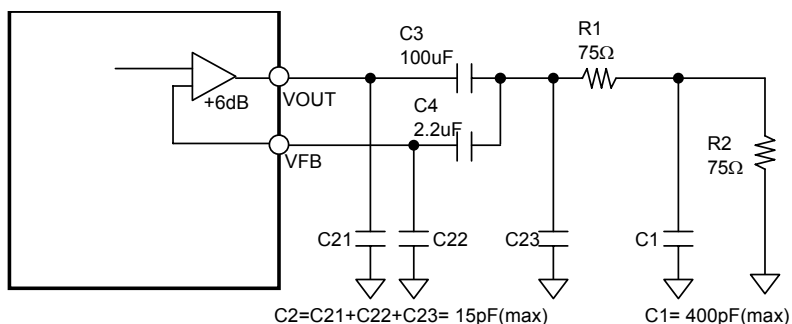 C3
100uF
R1
75Ω
+6dB
VOUT
C4
2.2uF
VFB
R2
75Ω
C21
C22
C23
C1
C2=C21+C22+C23= 15pF(max)
C1= 400pF(max)